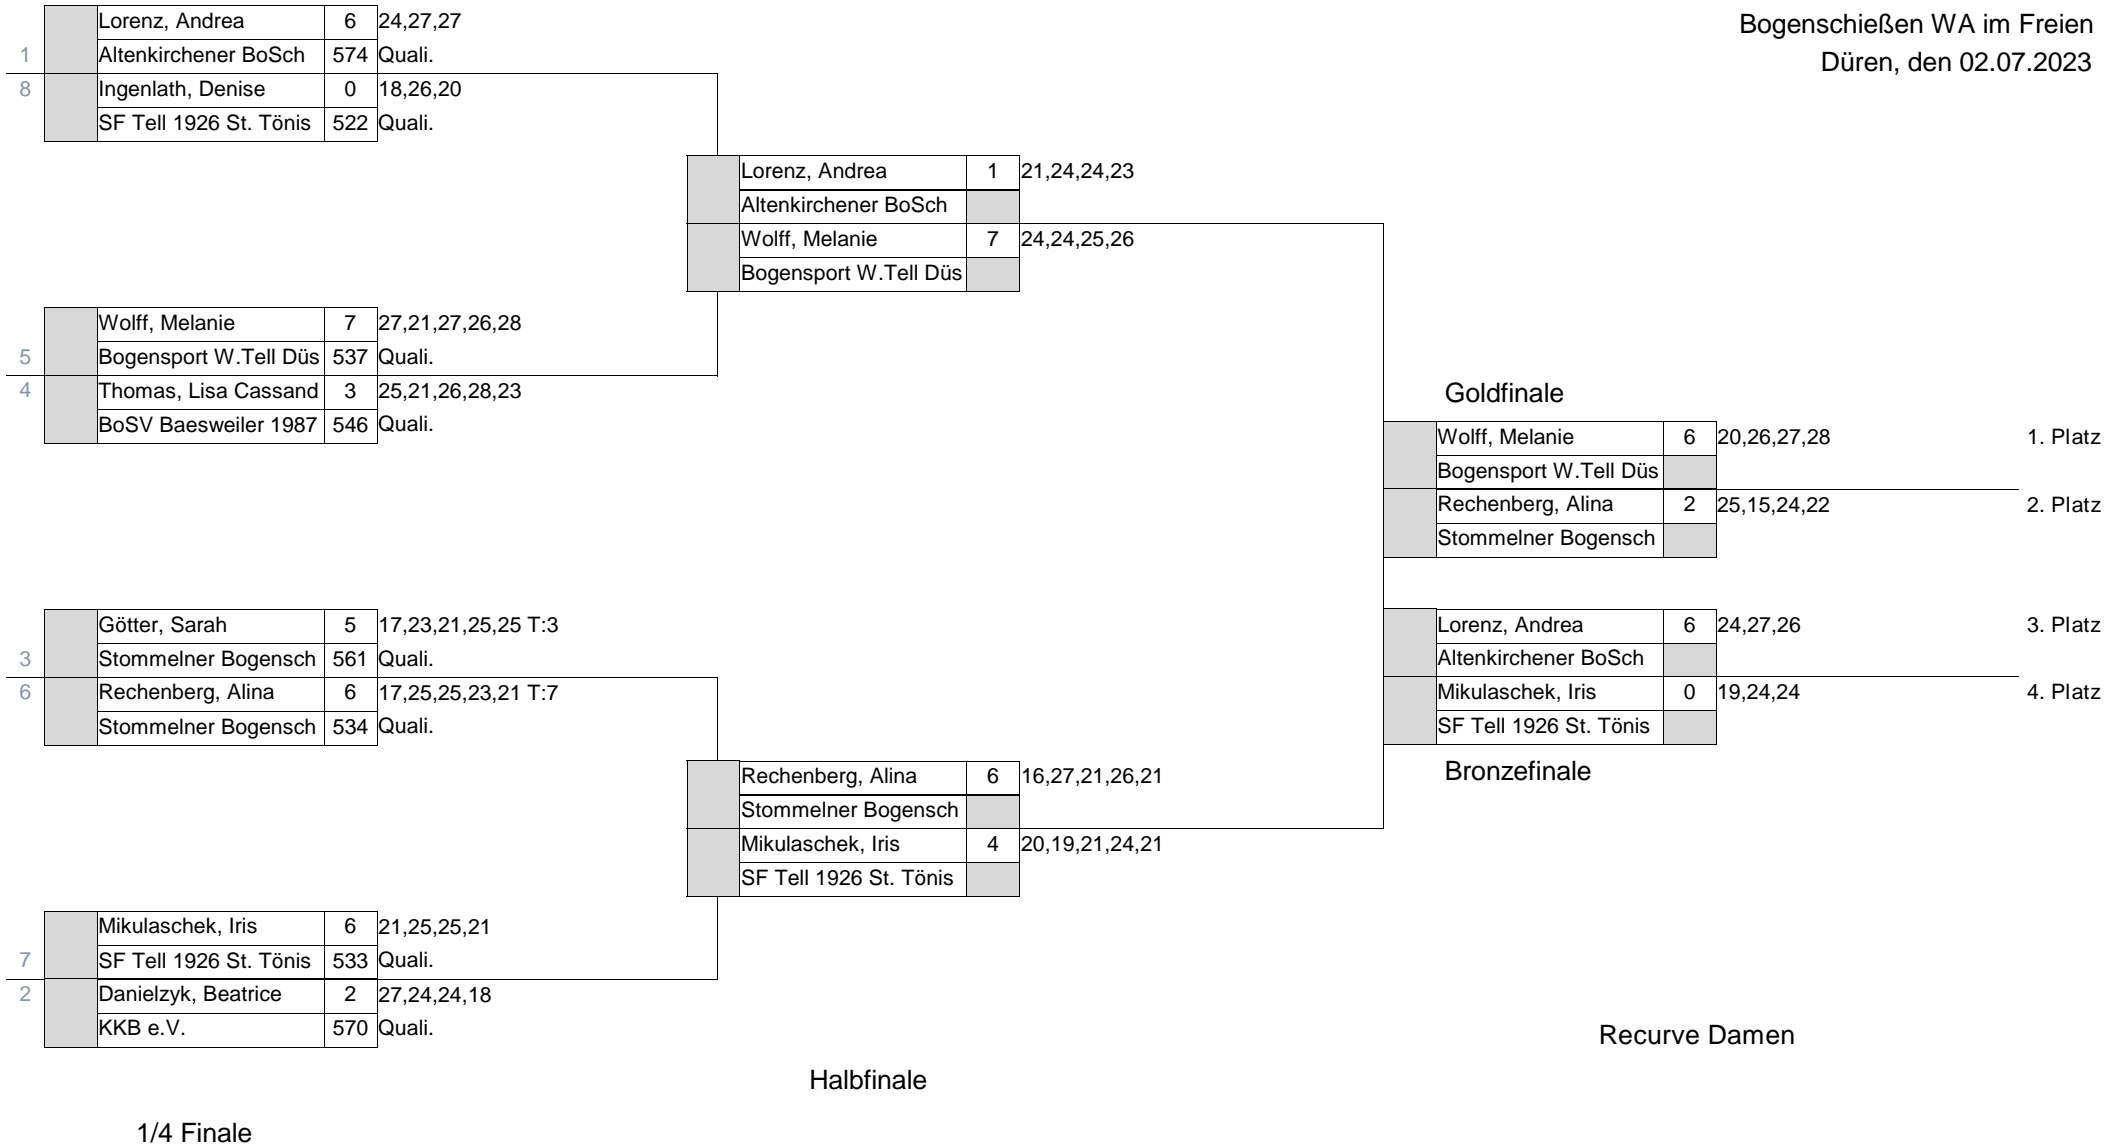 Bogenschießen WA im Freien
Düren, den 02.07.2023
Lorenz, Andrea 6 24,27,27
1 Altenkirchener BoSch 574 Quali.
8 Ingenlath, Denise 0 18,26,20
SF Tell 1926 St. Tönis 522 Quali.
Wolff, Melanie 7 27,21,27,26,28
5 Bogensport W.Tell Düs 537 Quali.
4 Thomas, Lisa Cassand 3 25,21,26,28,23
BoSV Baesweiler 1987 546 Quali.
Götter, Sarah 5 17,23,21,25,25 T:3
3 Stommelner Bogensch 561 Quali.
6 Rechenberg, Alina 6 17,25,25,23,21 T:7
Stommelner Bogensch 534 Quali.
Mikulaschek, Iris 6 21,25,25,21
7 SF Tell 1926 St. Tönis 533 Quali.
2 Danielzyk, Beatrice 2 27,24,24,18
KKB e.V. 570 Quali.
1/4 Finale
Lorenz, Andrea 1 21,24,24,23
Altenkirchener BoSch
Wolff, Melanie 7 24,24,25,26
Bogensport W.Tell Düs
Rechenberg, Alina 6 16,27,21,26,21
Stommelner Bogensch
Mikulaschek, Iris 4 20,19,21,24,21
SF Tell 1926 St. Tönis
Halbfinale
Goldfinale
Wolff, Melanie 6 20,26,27,28 1. Platz
Bogensport W.Tell Düs
Rechenberg, Alina 2 25,15,24,22 2. Platz
Stommelner Bogensch
Lorenz, Andrea 6 24,27,26 3. Platz
Altenkirchener BoSch
Mikulaschek, Iris 0 19,24,24 4. Platz
SF Tell 1926 St. Tönis
Bronzefinale
Recurve Damen